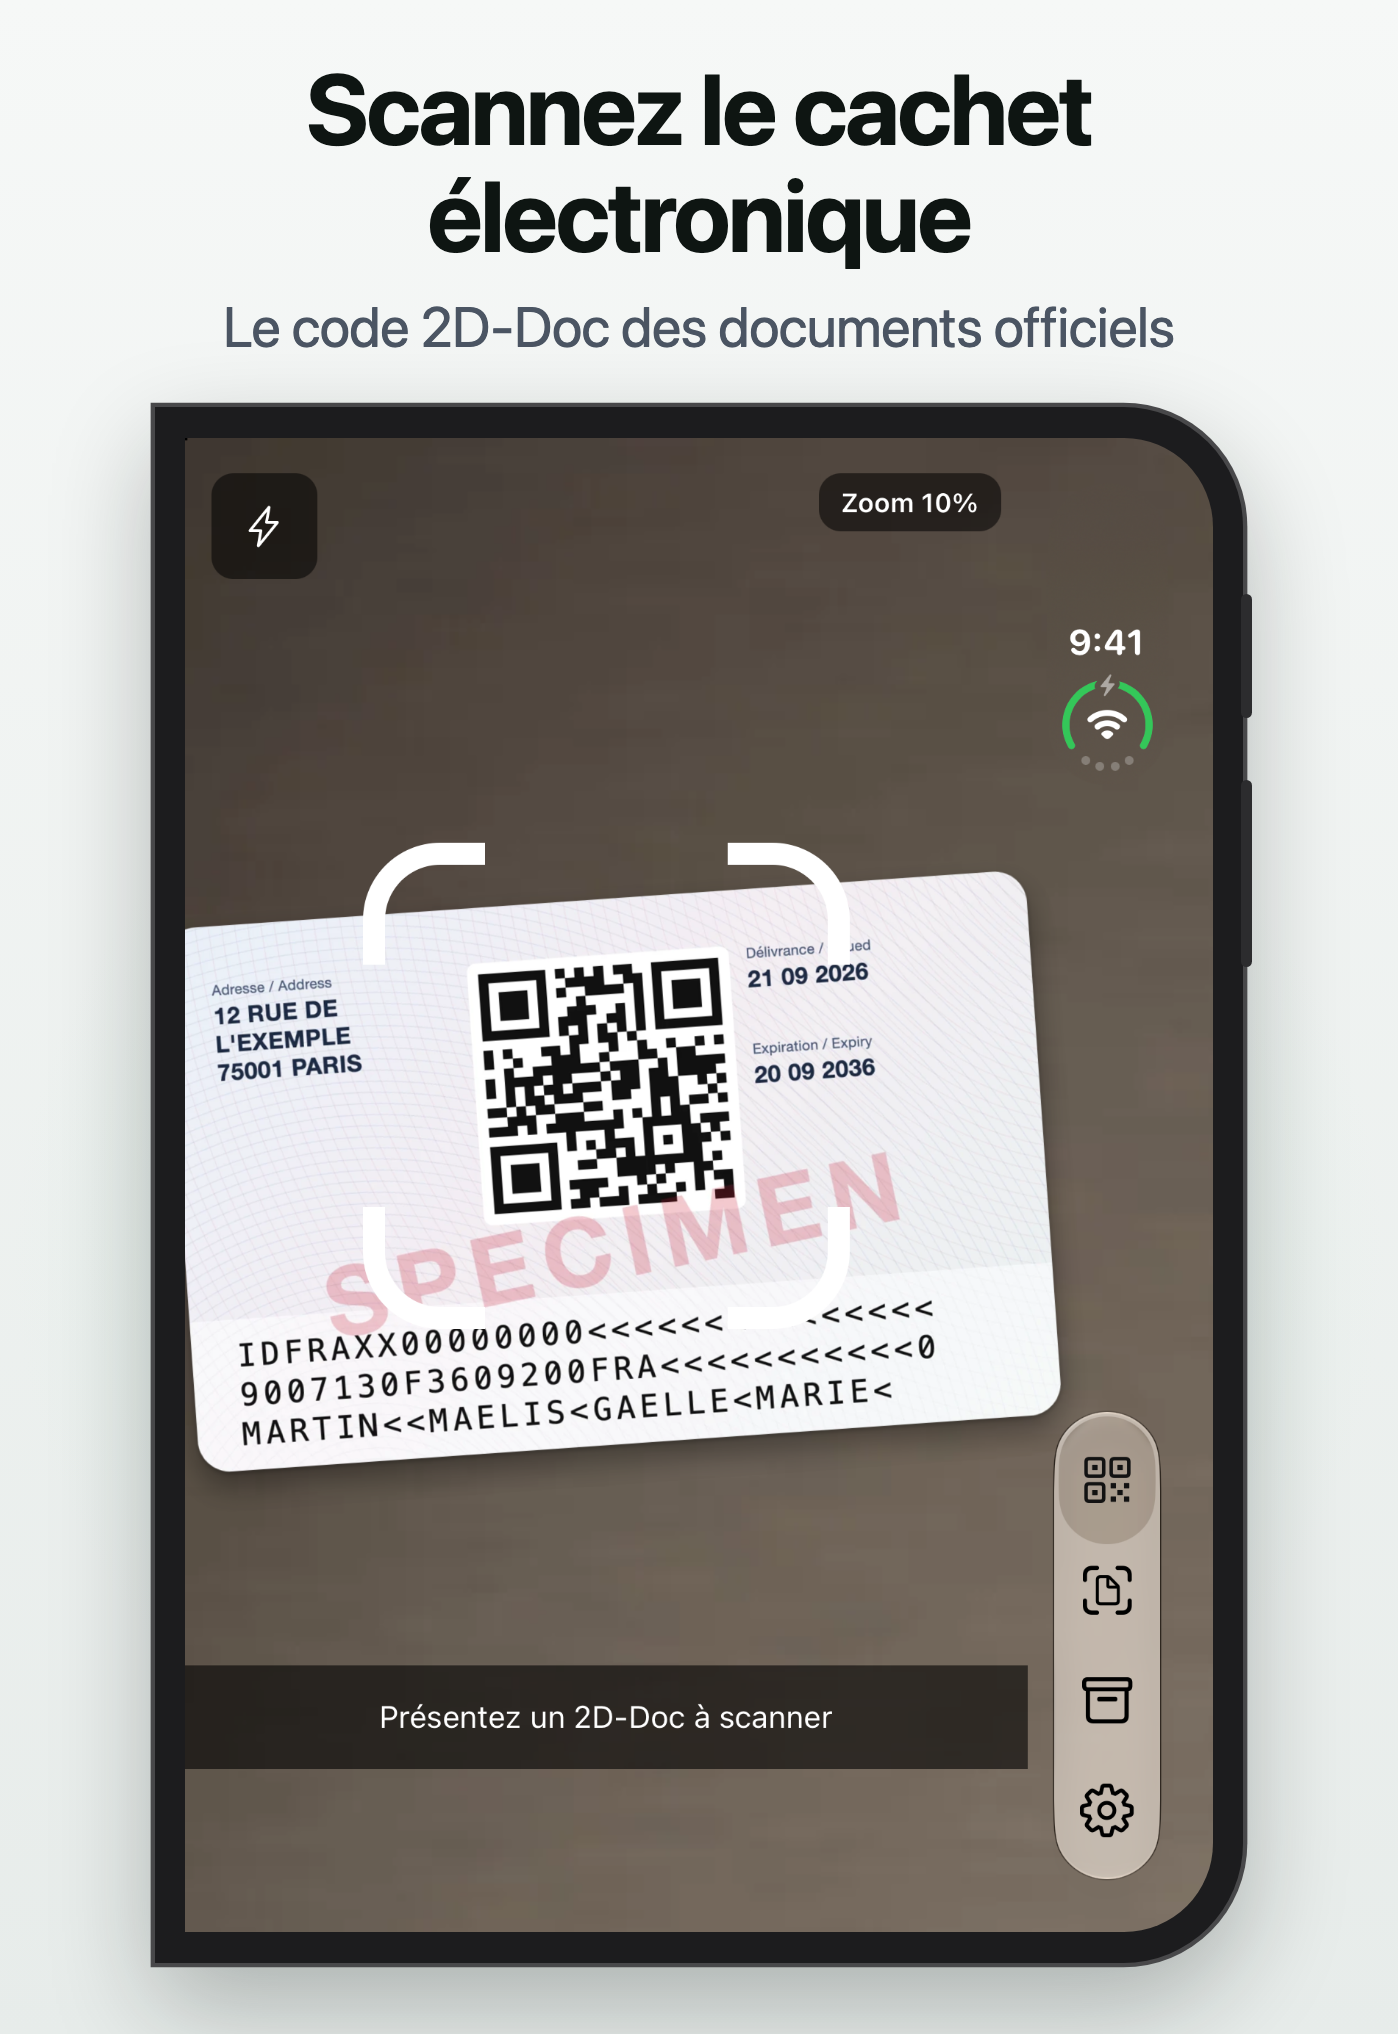 Scannez le cachet
électronique
Le code 2D-Doc des documents officiels
Zoom 10%
9:41
Adresse / Address
12 RUE DE
L'EXEMPLE
75001 PARIS
Délivrance / ued
21 09 2026
Expiration / Expiry
20 09 2036
SPECIMEN
IDFRAXX00000000<<<<<< <<<<<<
9007130F3609200FRA<<<<<<<<<<<0
MARTIN<<MAELIS<GAELLE<MARIE<
Présentez un 2D-Doc à scanner